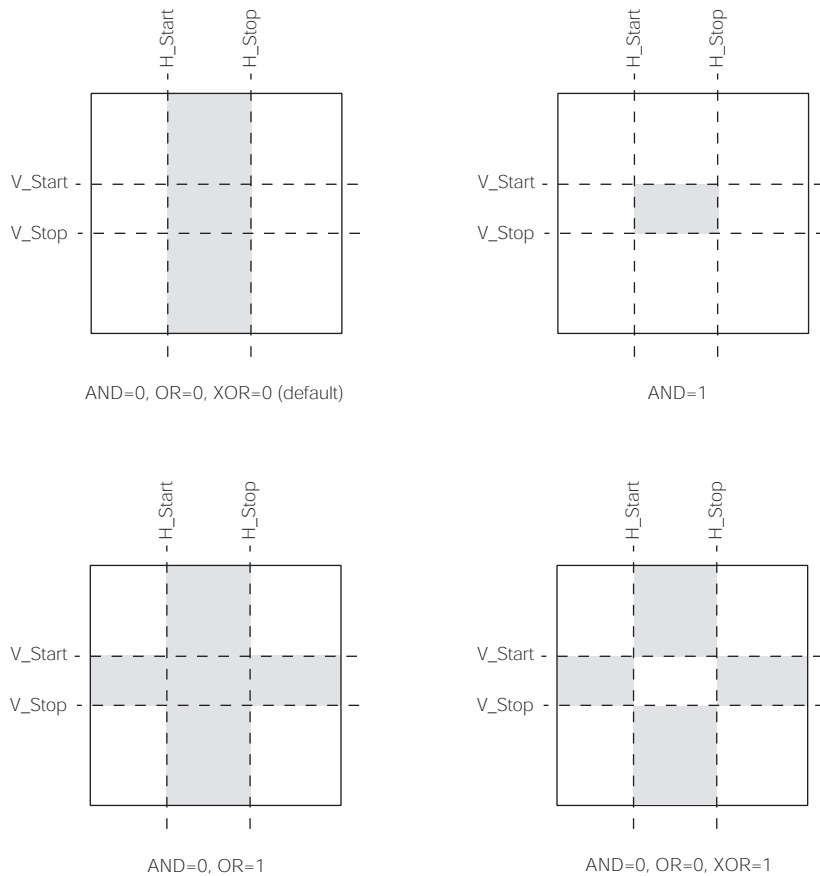 H_Start
H_Stop
V_Start
V_Stop
AND=0, OR=0, XOR=0 (default)
H_Start
H_Stop
V_Start
V_Stop
AND=1
H_Start
H_Stop
V_Start
V_Stop
AND=0, OR=1
H_Start
H_Stop
V_Start
V_Stop
AND=0, OR=0, XOR=1